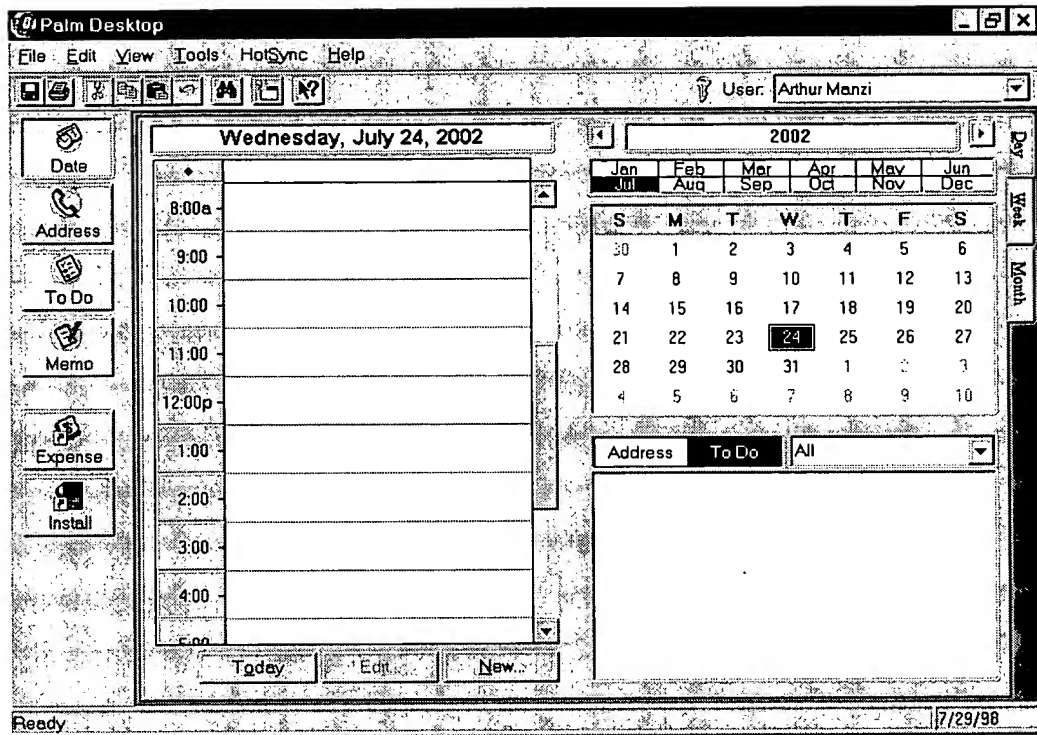 Palm Desktop
File Edit View Tools HotSync Help
User: Arthur Manzi
Date
Address
To Do
Memo
Expense
Install
Wednesday, July 24, 2002
8:00a
9:00
10:00
11:00
12:00p
1:00
2:00
3:00
4:00
5:00
Today Edit... New...
2002
Jan Feb Mar Apr May Jun
Jul Aug Sep Oct Nov Dec
S M T W T F S
30 1 2 3 4 5 6
7 8 9 10 11 12 13
14 15 16 17 18 19 20
21 22 23 24 25 26 27
28 29 30 31 1 2 3
4 5 6 7 8 9 10
Address To Do All
Day
Week
Month
Ready 7/29/98